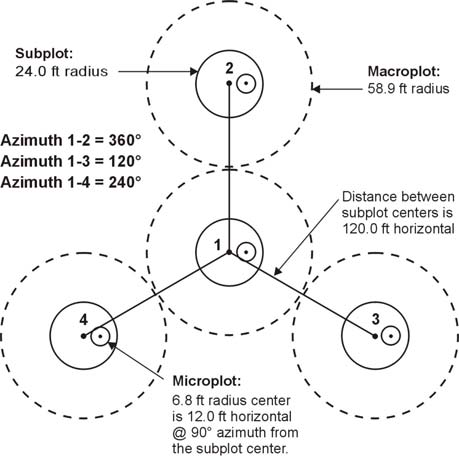 Subplot:
24.0 ft radius
2
Macroplot:
58.9 ft radius
Azimuth 1-2 = 360°
Azimuth 1-3 = 120°
Azimuth 1-4 = 240°
Distance between
subplot centers is
120.0 ft horizontal
1
4
3
Microplot:
6.8 ft radius center
is 12.0 ft horizontal
@ 90° azimuth from
the subplot center.